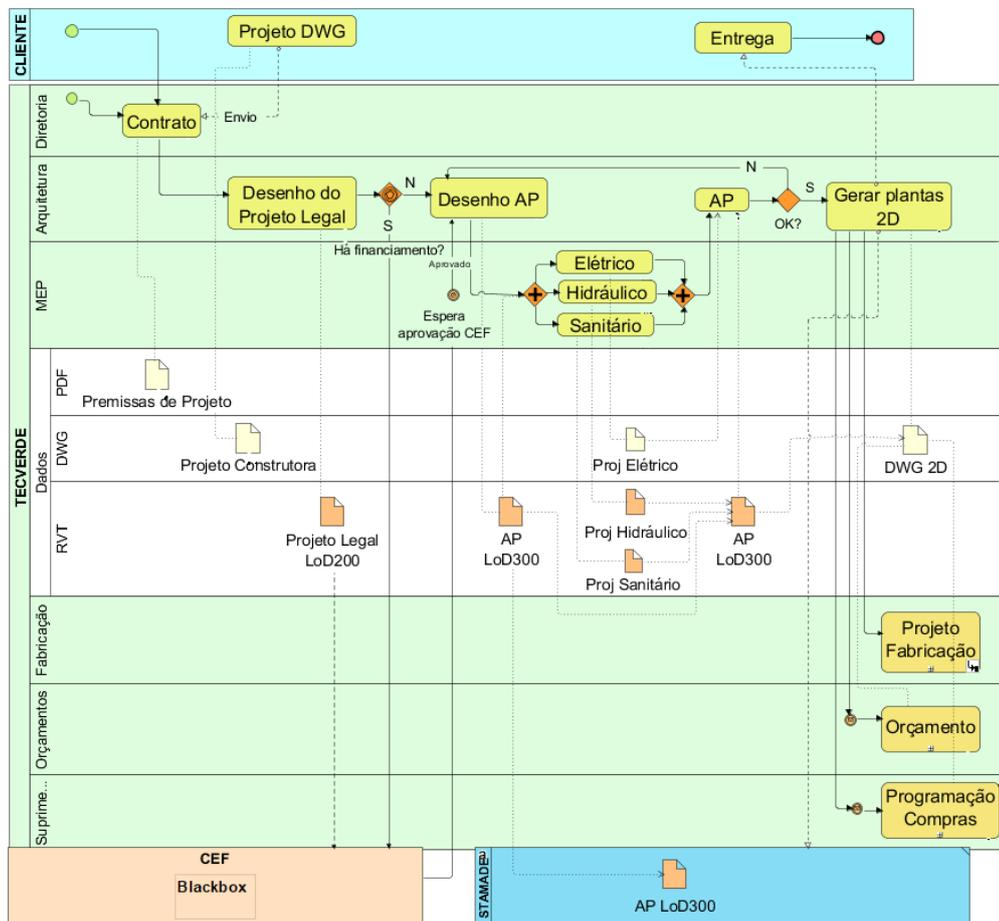 CLIENTE
Projeto DWG
Entrega
TECVERDE
Diretoria
Contrato
Envio
Arquitetura
Desenho do
Projeto Legal
N
S
Há financiamento?
Desenho AP
N
AP
OK?
S
Gerar plantas
2D
MEP
Aprovado
Espera
aprovação CEF
Elétrico
Hidráulico
Sanitário
Dados
PDF
Premissas de Projeto
DWG
Projeto Construtora
Proj Elétrico
DWG 2D
RVT
Projeto Legal
LoD200
AP
LoD300
Proj Hidráulico
Proj Sanitário
AP
LoD300
Fabricação
Projeto
Fabricação
Orçamentos
Orçamento
Suprime...
Programação
Compras
CEF
Blackbox
STAMADE
AP LoD300